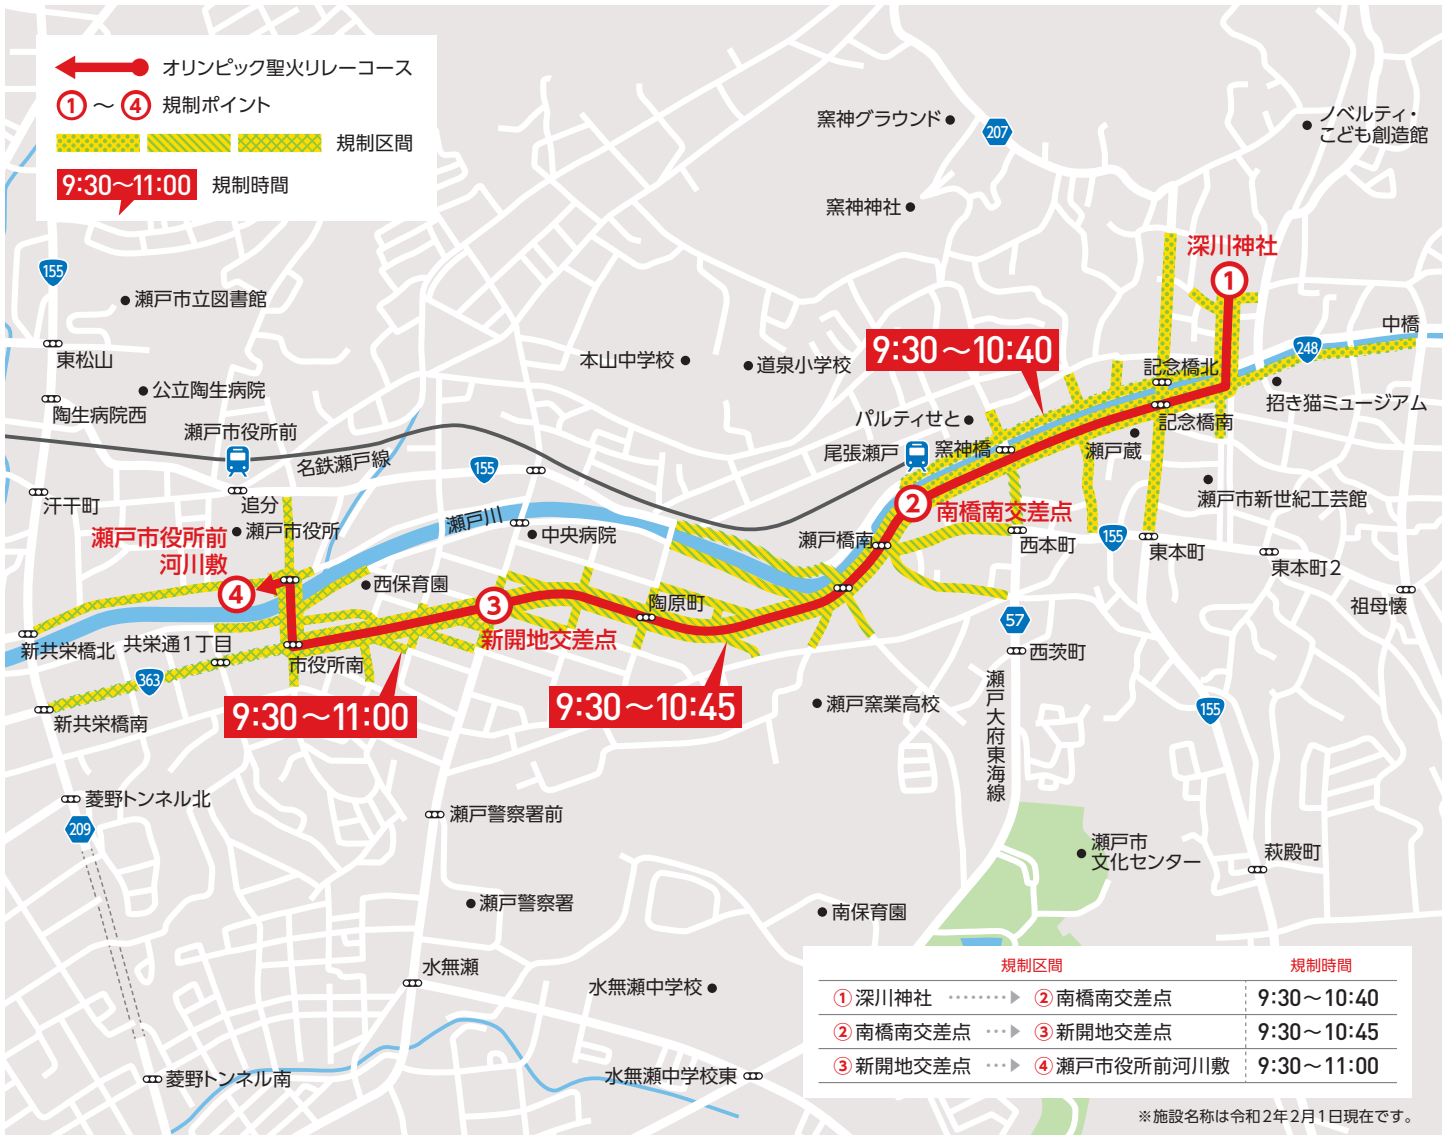 オリンピック聖火リレーコース
①～④ 規制ポイント
規制区間
9:30～11:00 規制時間
窯神グラウンド
207
ノベルティ・
こども創造館
窯神神社
深川神社
1
155
瀬戸市立図書館
中橋
248
9:30～10:40
東松山
本山中学校
道泉小学校
記念橋北
公立陶生病院
招き猫ミュージアム
陶生病院西
パルティせと
記念橋南
瀬戸市役所前
尾張瀬戸
窯神橋
瀬戸蔵
名鉄瀬戸線
155
瀬戸市新世紀工芸館
汗干町
追分
2
南橋南交差点
瀬戸川
瀬戸市役所
中央病院
瀬戸橋南
西本町
155
東本町
瀬戸市役所前
河川敷
東本町2
4
西保育園
3
陶原町
祖母懐
57
新開地交差点
新共栄橋北
共栄通1丁目
市役所南
西茨町
363
9:30～11:00
9:30～10:45
瀬戸窯業高校
瀬戸大府東海線
155
新共栄橋南
菱野トンネル北
209
瀬戸警察署前
瀬戸市
文化センター
萩殿町
瀬戸警察署
南保育園
水無瀬
水無瀬中学校
規制区間 規制時間
①深川神社 ②南橋南交差点 9:30～10:40
②南橋南交差点 ③新開地交差点 9:30～10:45
③新開地交差点 ④瀬戸市役所前河川敷 9:30～11:00
菱野トンネル南
水無瀬中学校東
※施設名称は令和2年2月1日現在です。